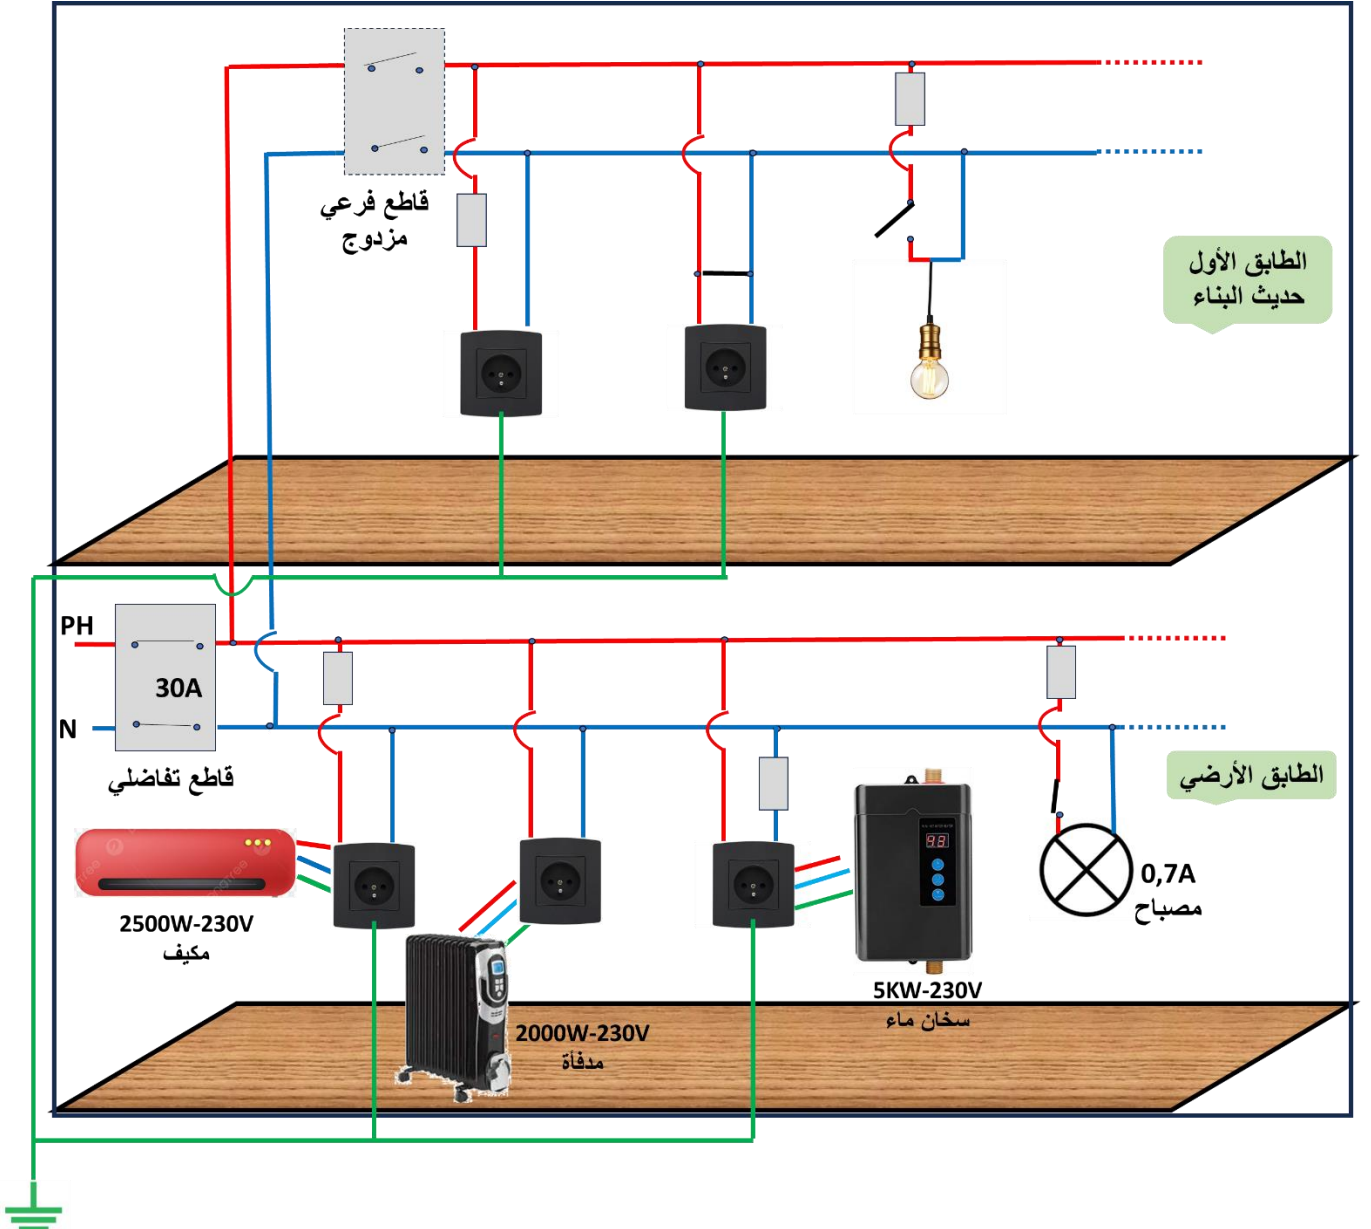 قاطع فرعي
مزدوج
الطابق الأول
حديث البناء
PH
30A
N
قاطع تفاضلي
الطابق الأرضي
2500W-230V
مكيف
2000W-230V
مدفأة
5KW-230V
سخان ماء
0,7A
مصباح